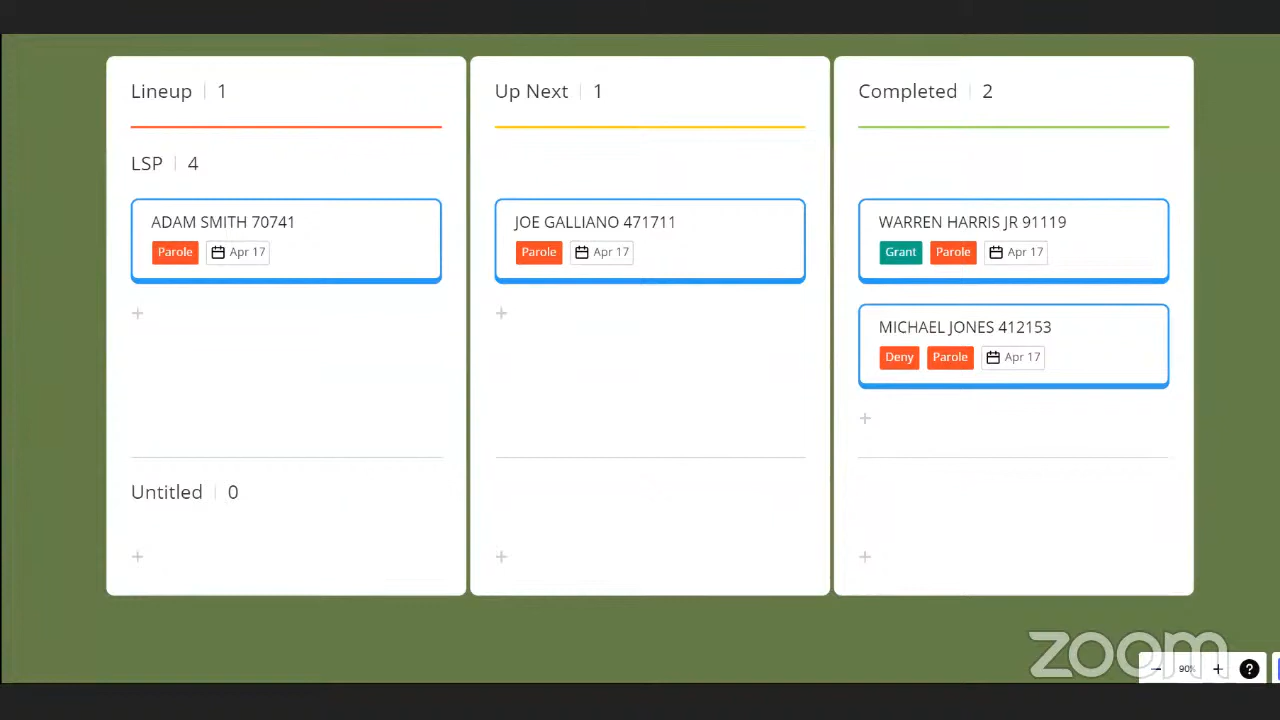 Lineup | 1
Up Next | 1
Completed | 2
LSP | 4
ADAM SMITH 70741
Parole Apr 17
JOE GALLIANO 471711
Parole Apr 17
WARREN HARRIS JR 91119
Grant Parole Apr 17
MICHAEL JONES 412153
Deny Parole Apr 17
+
+
+
Untitled | 0
+
+
+
zoom
− 90% + ?